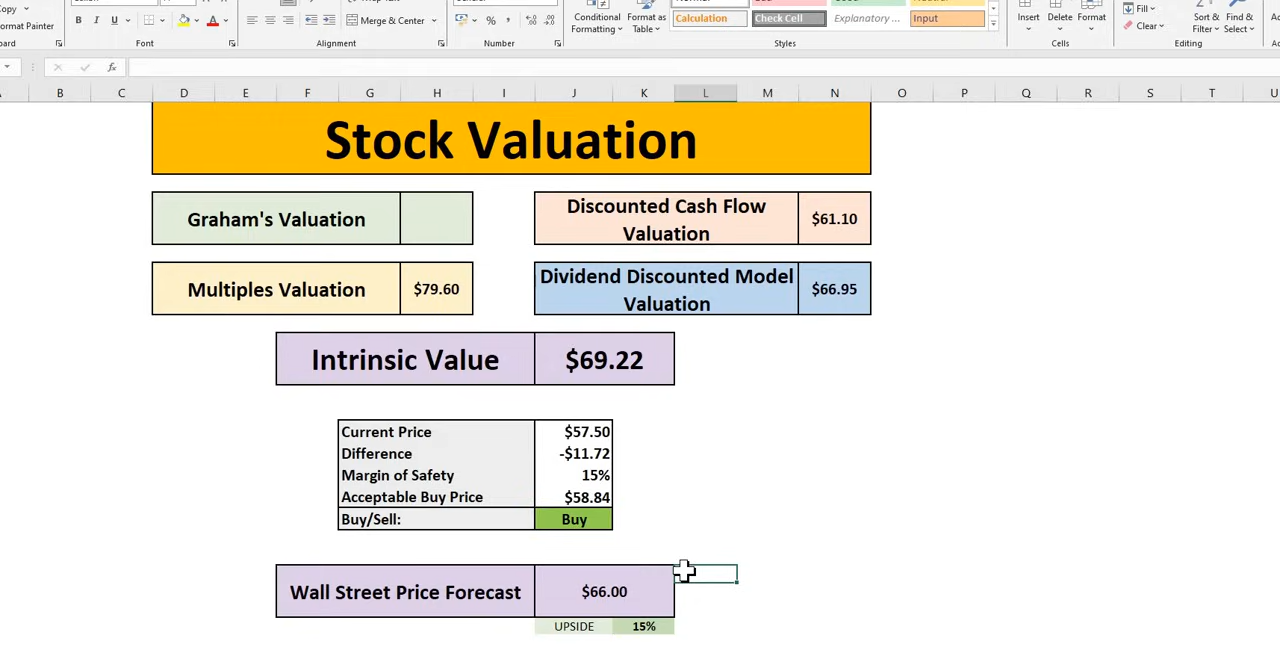 Copy
Format Painter
B I U
A
Merge & Center
%
Conditional Formatting
Format as Table
Calculation
Check Cell
Explanatory ...
Input
Insert
Delete
Format
Fill
Clear
Sort & Filter
Find & Select
Font
Alignment
Number
Styles
Cells
Editing
fx
B C D E F G H I J K L M N O P Q R S T U
Stock Valuation
Graham's Valuation
Discounted Cash Flow
Valuation
$61.10
Multiples Valuation
$79.60
Dividend Discounted Model
Valuation
$66.95
Intrinsic Value
$69.22
Current Price $57.50
Difference -$11.72
Margin of Safety 15%
Acceptable Buy Price $58.84
Buy/Sell: Buy
Wall Street Price Forecast
$66.00
UPSIDE 15%